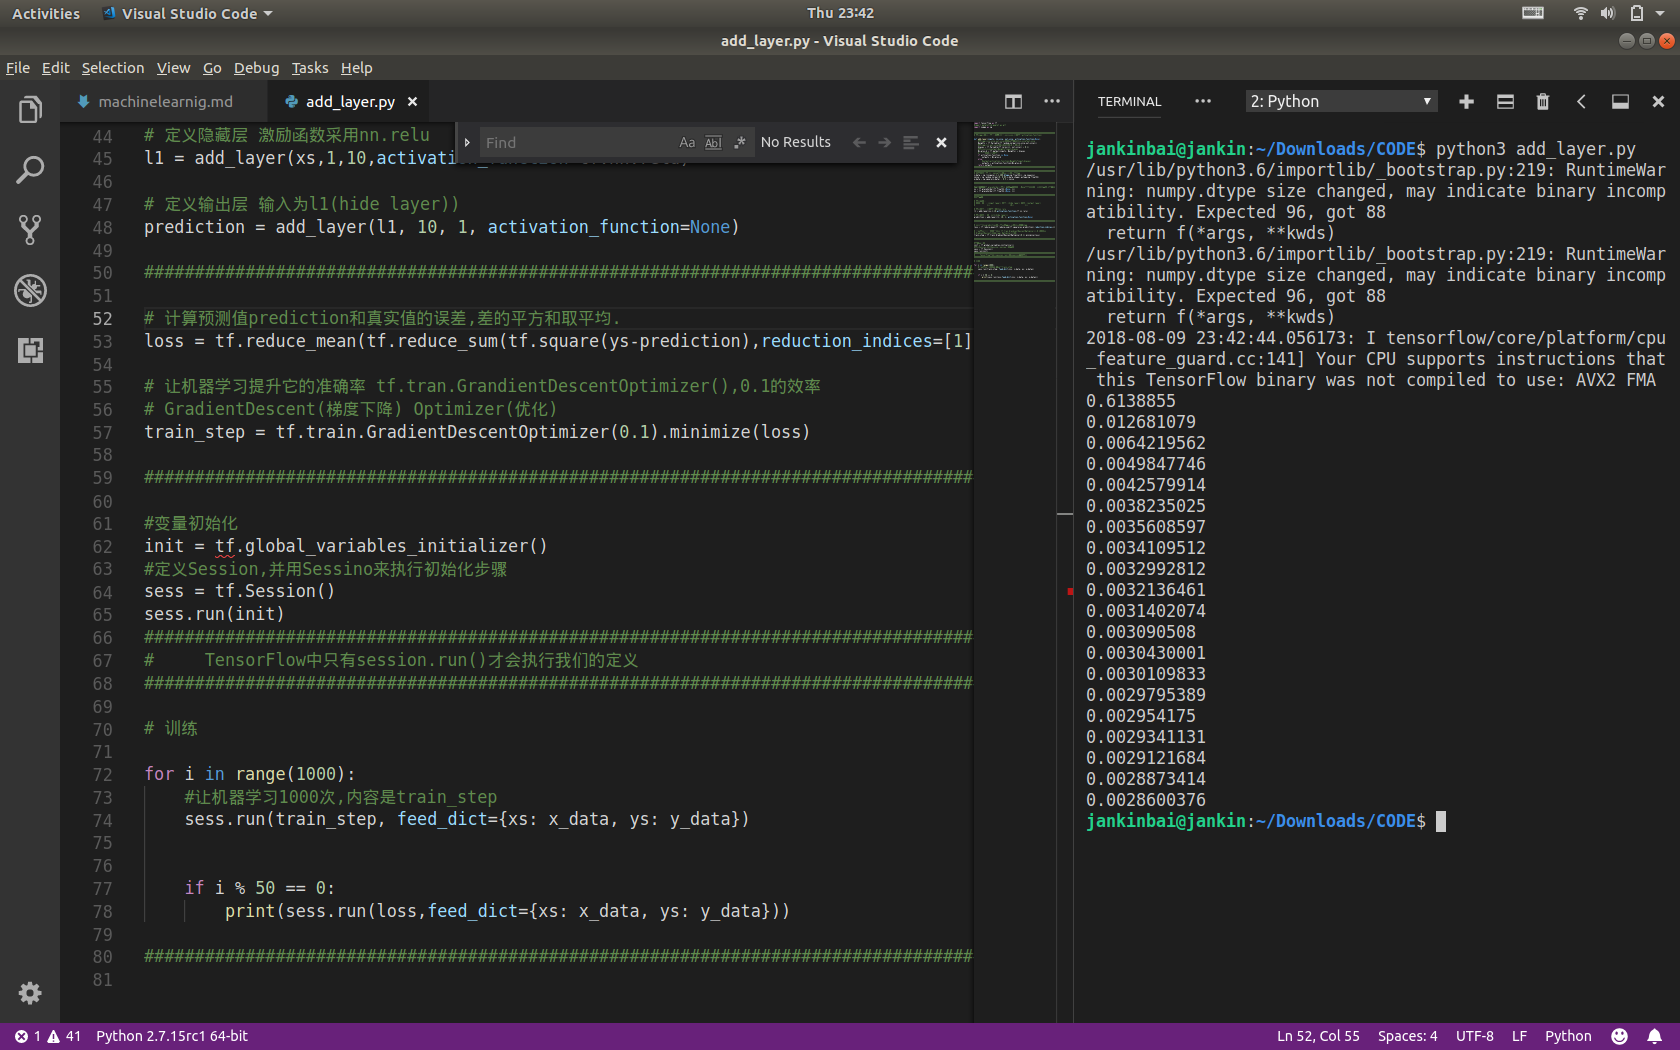 Activities Visual Studio Code Thu 23:42
add_layer.py - Visual Studio Code
File Edit Selection View Go Debug Tasks Help
machinelearnig.md add_layer.py
Find Aa Abl .* No Results
44 # 定义隐藏层 激励函数采用nn.relu
45 l1 = add_layer(xs,1,10,activati
46
47 # 定义输出层 输入为l1(hide layer))
48 prediction = add_layer(l1, 10, 1, activation_function=None)
49
50 ##################################################################################
51
52 # 计算预测值prediction和真实值的误差,差的平方和取平均.
53 loss = tf.reduce_mean(tf.reduce_sum(tf.square(ys-prediction),reduction_indices=[1]
54
55 # 让机器学习提升它的准确率 tf.tran.GrandientDescentOptimizer(),0.1的效率
56 # GradientDescent(梯度下降) Optimizer(优化)
57 train_step = tf.train.GradientDescentOptimizer(0.1).minimize(loss)
58
59 ##################################################################################
60
61 #变量初始化
62 init = tf.global_variables_initializer()
63 #定义Session,并用Sessino来执行初始化步骤
64 sess = tf.Session()
65 sess.run(init)
66 ##################################################################################
67 #     TensorFlow中只有session.run()才会执行我们的定义
68 ##################################################################################
69
70 # 训练
71
72 for i in range(1000):
73     #让机器学习1000次,内容是train_step
74     sess.run(train_step, feed_dict={xs: x_data, ys: y_data})
75
76
77     if i % 50 == 0:
78         print(sess.run(loss,feed_dict={xs: x_data, ys: y_data}))
79
80 ##################################################################################
81
TERMINAL 2: Python
jankinbai@jankin:~/Downloads/CODE$ python3 add_layer.py
/usr/lib/python3.6/importlib/_bootstrap.py:219: RuntimeWar
ning: numpy.dtype size changed, may indicate binary incomp
atibility. Expected 96, got 88
  return f(*args, **kwds)
/usr/lib/python3.6/importlib/_bootstrap.py:219: RuntimeWar
ning: numpy.dtype size changed, may indicate binary incomp
atibility. Expected 96, got 88
  return f(*args, **kwds)
2018-08-09 23:42:44.056173: I tensorflow/core/platform/cpu
_feature_guard.cc:141] Your CPU supports instructions that
 this TensorFlow binary was not compiled to use: AVX2 FMA
0.6138855
0.012681079
0.0064219562
0.0049847746
0.0042579914
0.0038235025
0.0035608597
0.0034109512
0.0032992812
0.0032136461
0.0031402074
0.003090508
0.0030430001
0.0030109833
0.0029795389
0.002954175
0.0029341131
0.0029121684
0.0028873414
0.0028600376
jankinbai@jankin:~/Downloads/CODE$
1 41 Python 2.7.15rc1 64-bit Ln 52, Col 55 Spaces: 4 UTF-8 LF Python